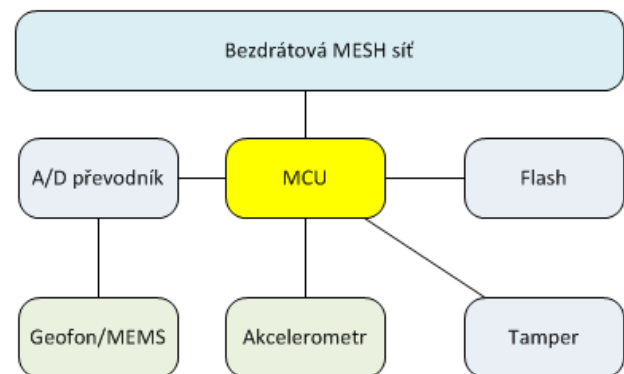 Bezdrátová MESH síť
A/D převodník
MCU
Flash
Geofon/MEMS
Akcelerometr
Tamper